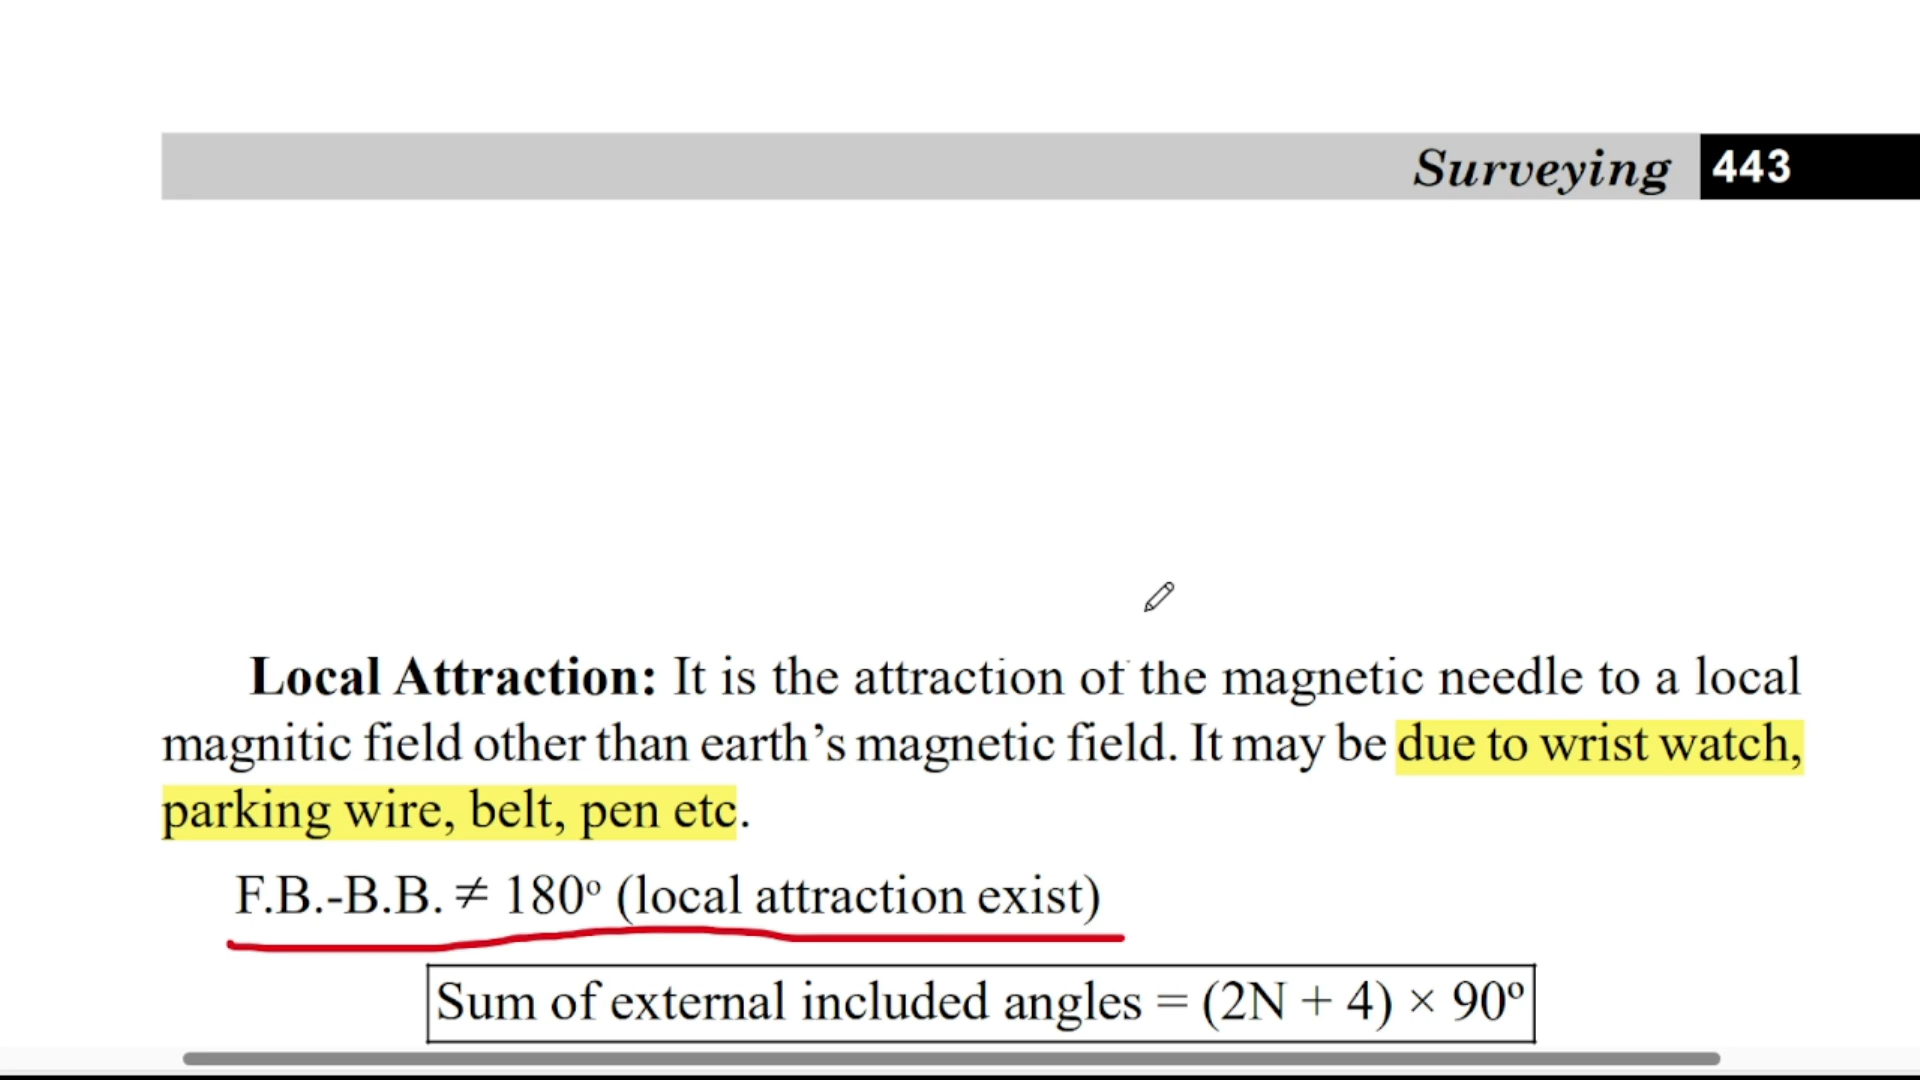 Surveying 443
Local Attraction: It is the attraction of the magnetic needle to a local
magnitic field other than earth’s magnetic field. It may be due to wrist watch,
parking wire, belt, pen etc.
F.B.-B.B. ≠ 180º (local attraction exist)
Sum of external included angles = (2N + 4) × 90º